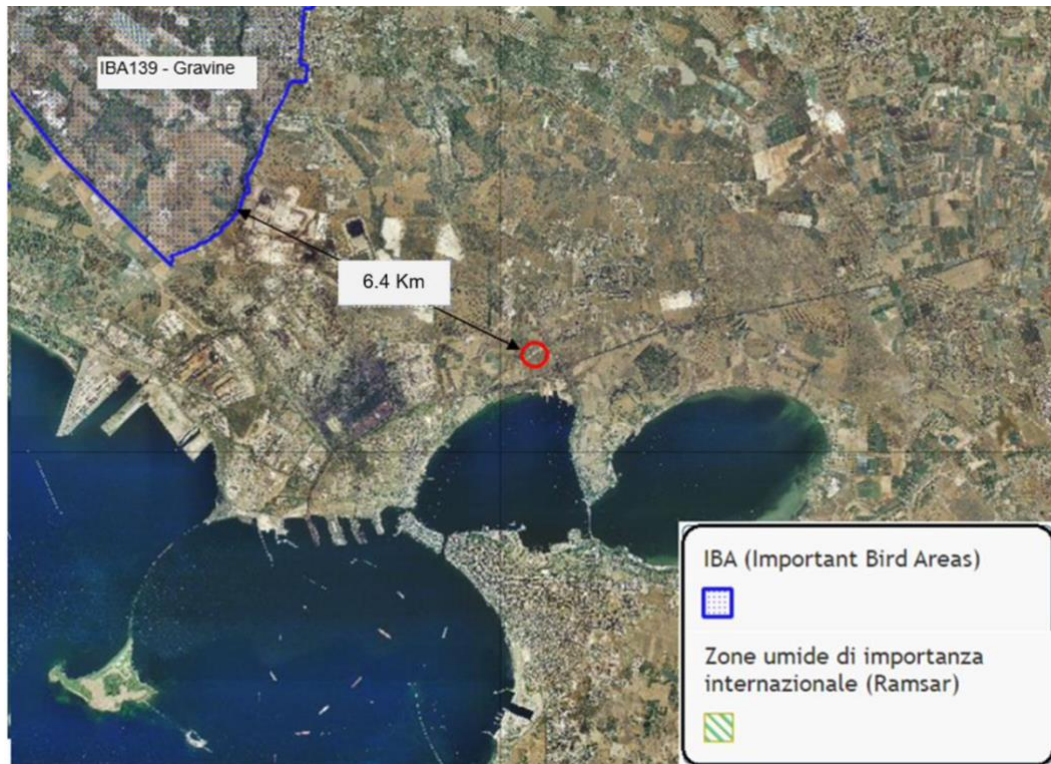 IBA139 - Gravine
6.4 Km
IBA (Important Bird Areas)
Zone umide di importanza
internazionale (Ramsar)